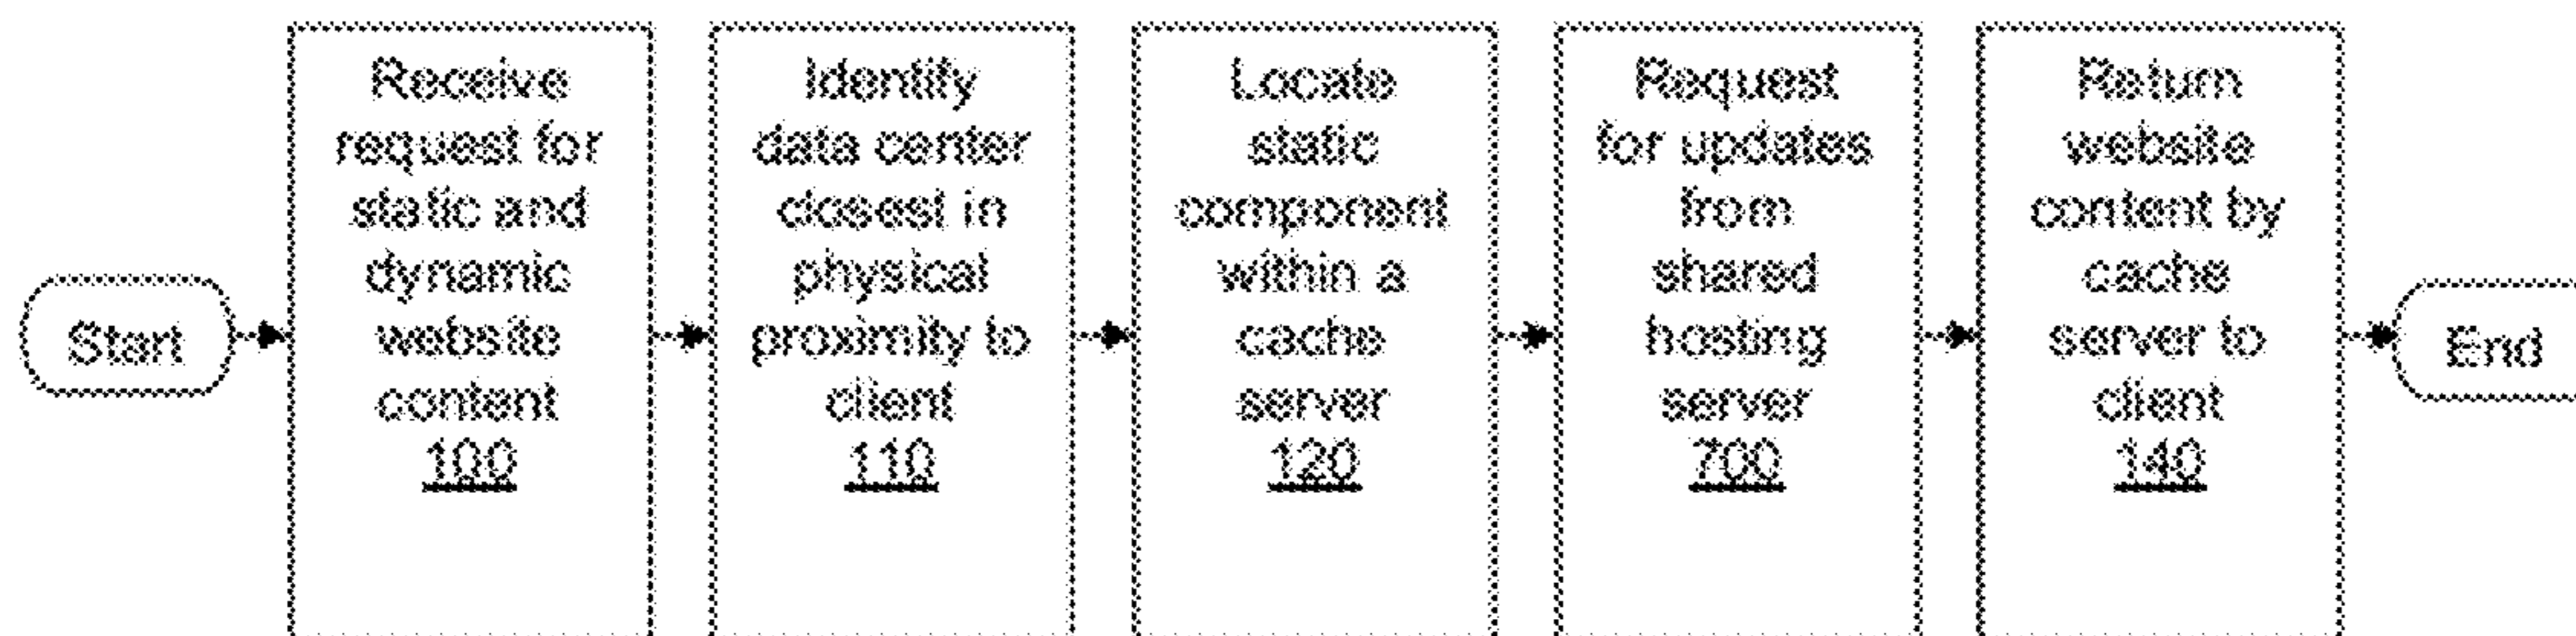 Start
Receive
request for
static and
dynamic
website
content
100
Identify
data center
closest in
physical
proximity to
client
110
Locate
static
component
within a
cache
server
120
Request
for updates
from
shared
hosting
server
700
Return
website
content by
cache
server to
client
140
End